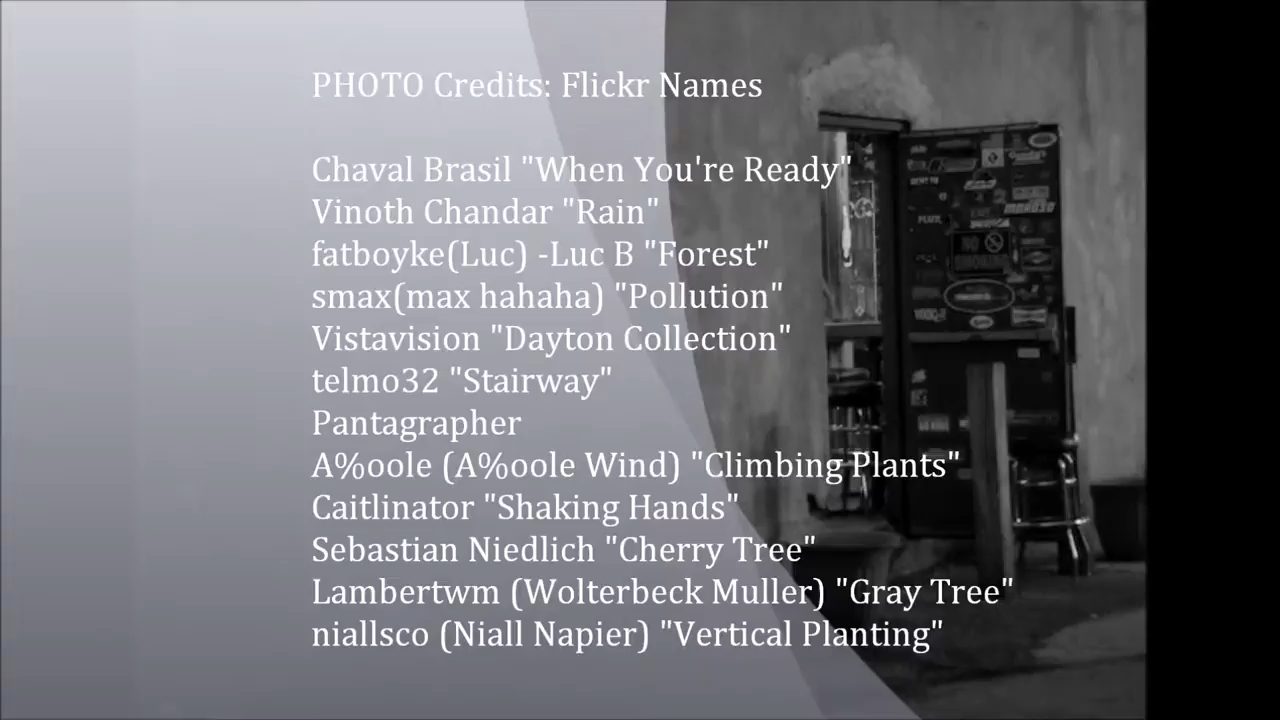 PHOTO Credits: Flickr Names
Chaval Brasil "When You're Ready"
Vinoth Chandar "Rain"
fatboyke(Luc) -Luc B "Forest"
smax(max hahaha) "Pollution"
Vistavision "Dayton Collection"
telmo32 "Stairway"
Pantagrapher
A%oole (A%oole Wind) "Climbing Plants"
Caitlinator "Shaking Hands"
Sebastian Niedlich "Cherry Tree"
Lambertwm (Wolterbeck Muller) "Gray Tree"
niallsco (Niall Napier) "Vertical Planting"
NO
SMOKING